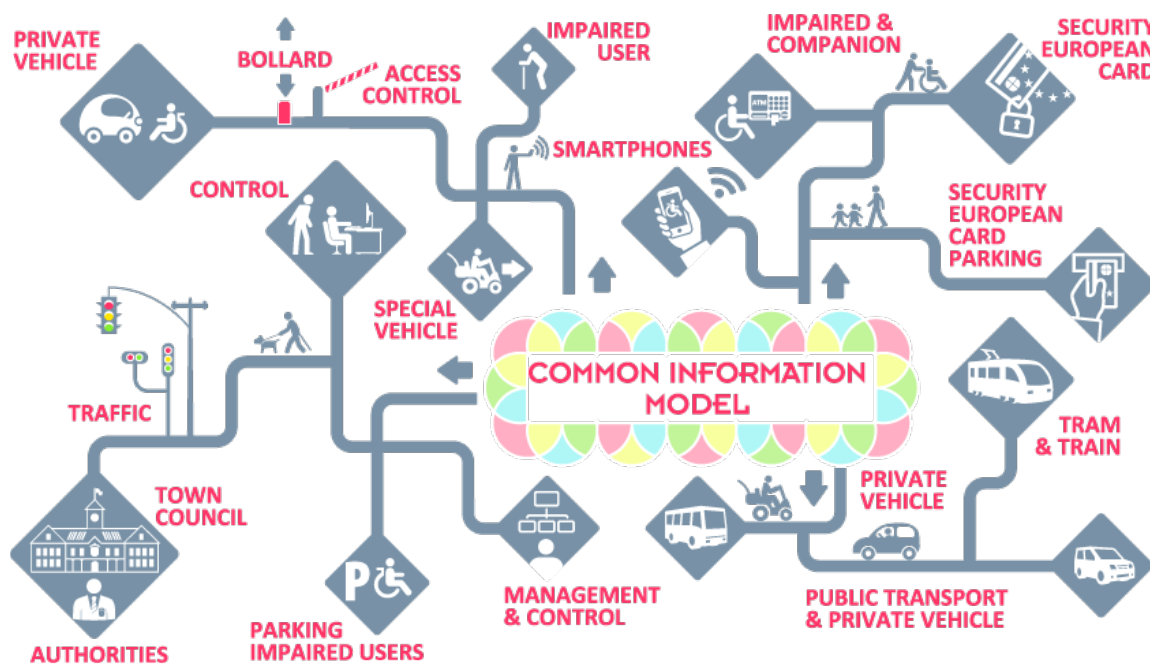 PRIVATE
VEHICLE
BOLLARD
ACCESS
CONTROL
IMPAIRED
USER
IMPAIRED &
COMPANION
ATM
SECURITY
EUROPEAN
CARD
CONTROL
SMARTPHONES
SECURITY
EUROPEAN
CARD
PARKING
SPECIAL
VEHICLE
COMMON INFORMATION
MODEL
TRAFFIC
TRAM
& TRAIN
TOWN
COUNCIL
PRIVATE
VEHICLE
P
MANAGEMENT
& CONTROL
PUBLIC TRANSPORT
& PRIVATE VEHICLE
PARKING
IMPAIRED USERS
AUTHORITIES